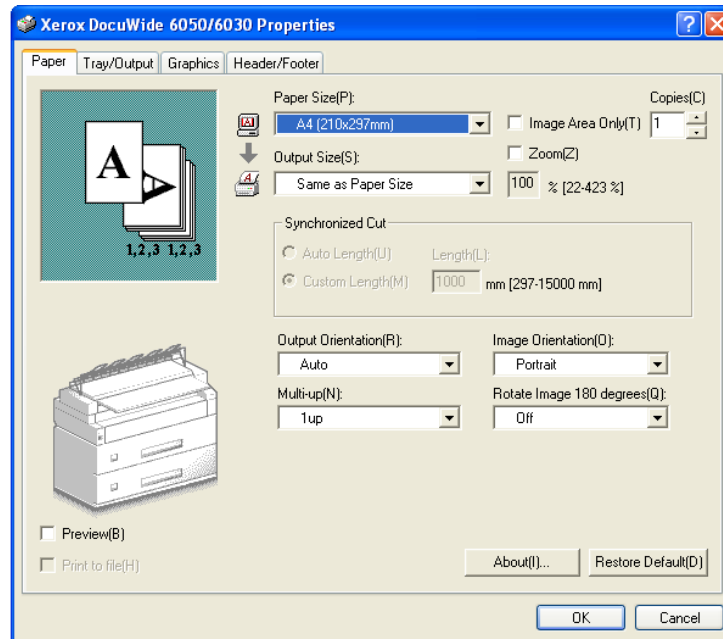 Xerox DocuWide 6050/6030 Properties
Paper Tray/Output Graphics Header/Footer
Paper Size(P): Copies(C)
A4 (210x297mm) Image Area Only(T) 1
Output Size(S): Zoom(Z)
Same as Paper Size 100 % [22-423 %]
A
A
1,2,3 1,2,3
Synchronized Cut
Auto Length(U) Length(L):
Custom Length(M) 1000 mm [297-15000 mm]
Output Orientation(R): Image Orientation(O):
Auto Portrait
Multi-up(N): Rotate Image 180 degrees(Q):
1up Off
Preview(B)
Print to file(H)
About(I)... Restore Default(D)
OK Cancel